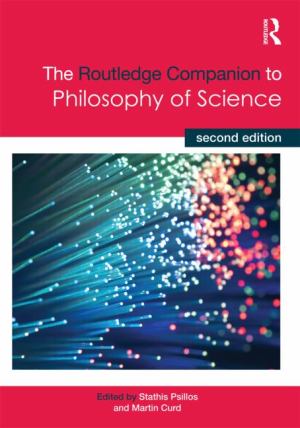 ROUTLEDGE
The Routledge Companion to
Philosophy of Science
second edition
Edited by Stathis Psillos
and Martin Curd